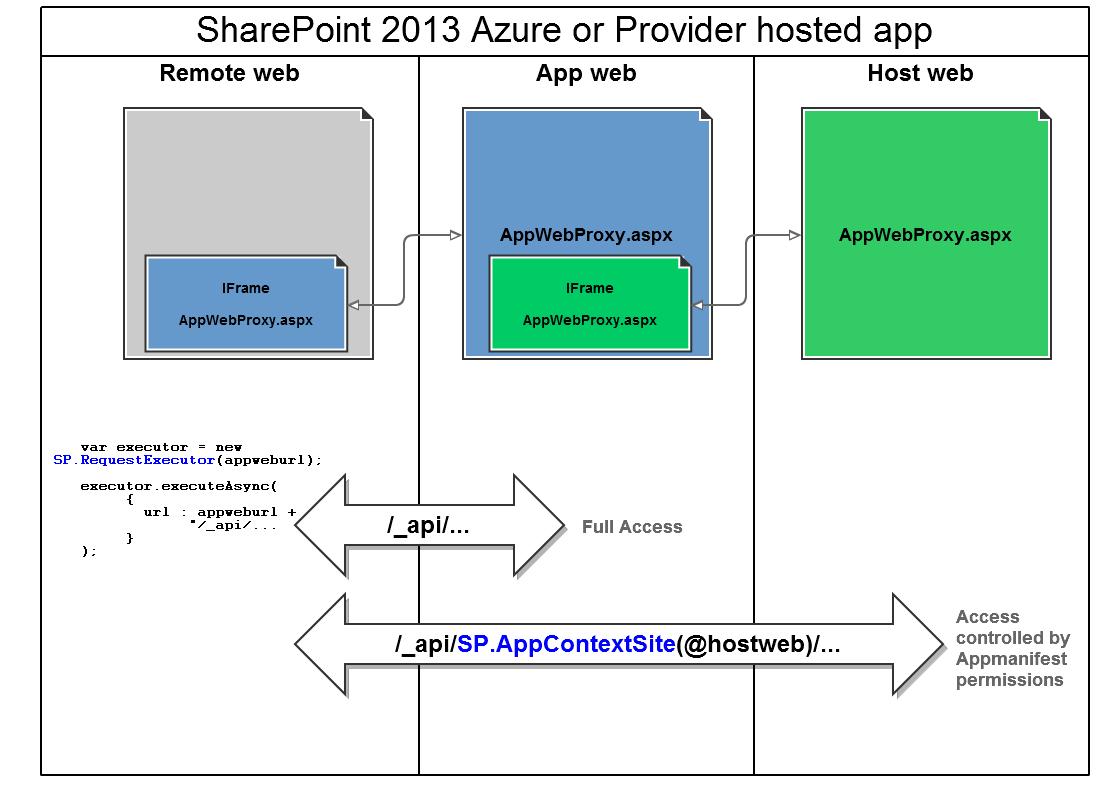 SharePoint 2013 Azure or Provider hosted app
Remote web
App web
Host web
AppWebProxy.aspx
AppWebProxy.aspx
IFrame
AppWebProxy.aspx
IFrame
AppWebProxy.aspx
var executor = new
SP.RequestExecutor(appweburl);
executor.executeAsync(
{
url : appweburl +
"/_api/...
}
);
/_api/...
Full Access
/_api/SP.AppContextSite(@hostweb)/...
Access
controlled by
Appmanifest
permissions